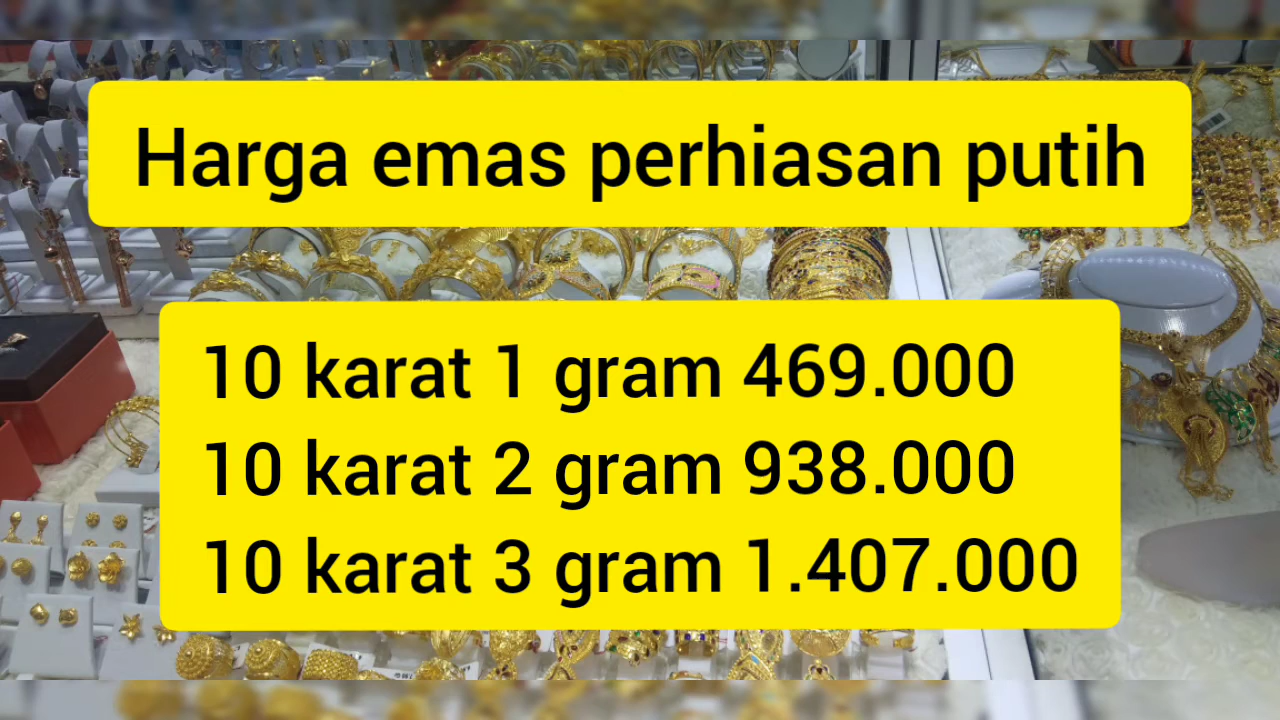 Harga emas perhiasan putih
10 karat 1 gram 469.000
10 karat 2 gram 938.000
10 karat 3 gram 1.407.000